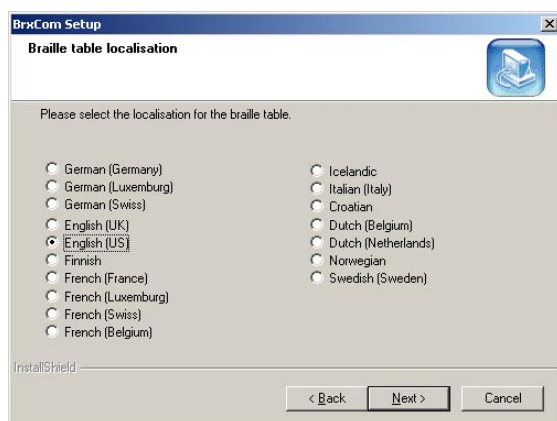 BrxCom Setup
Braille table localisation
Please select the localisation for the braille table.
German (Germany)
German (Luxemburg)
German (Swiss)
English (UK)
English (US)
Finnish
French (France)
French (Luxemburg)
French (Swiss)
French (Belgium)
Icelandic
Italian (Italy)
Croatian
Dutch (Belgium)
Dutch (Netherlands)
Norwegian
Swedish (Sweden)
InstallShield
< Back
Next >
Cancel